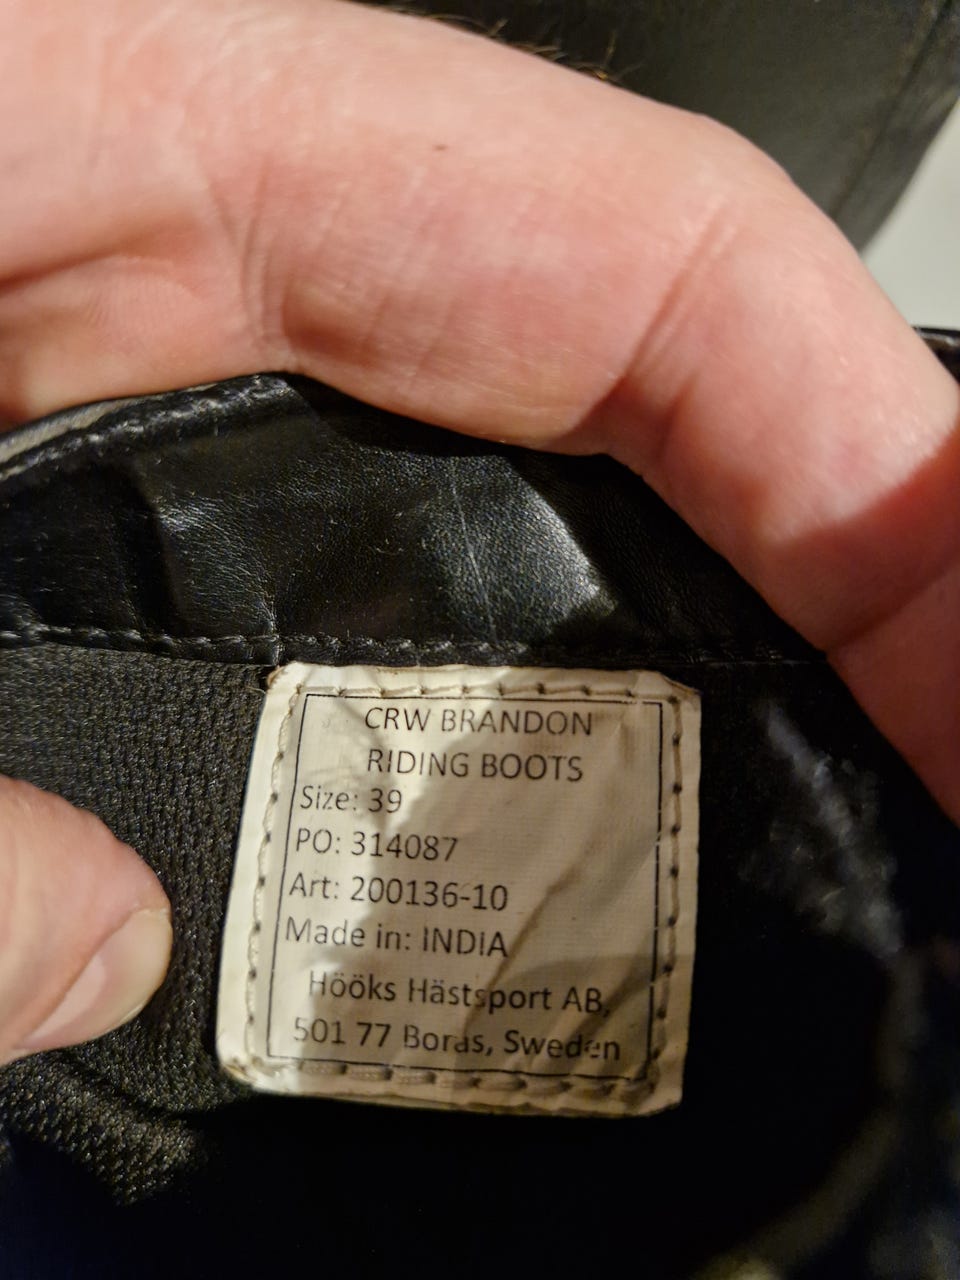 CRW BRANDON
RIDING BOOTS
Size: 39
PO: 314087
Art: 200136-10
Made in: INDIA
Hööks Hästsport AB,
501 77 Boras, Sweden